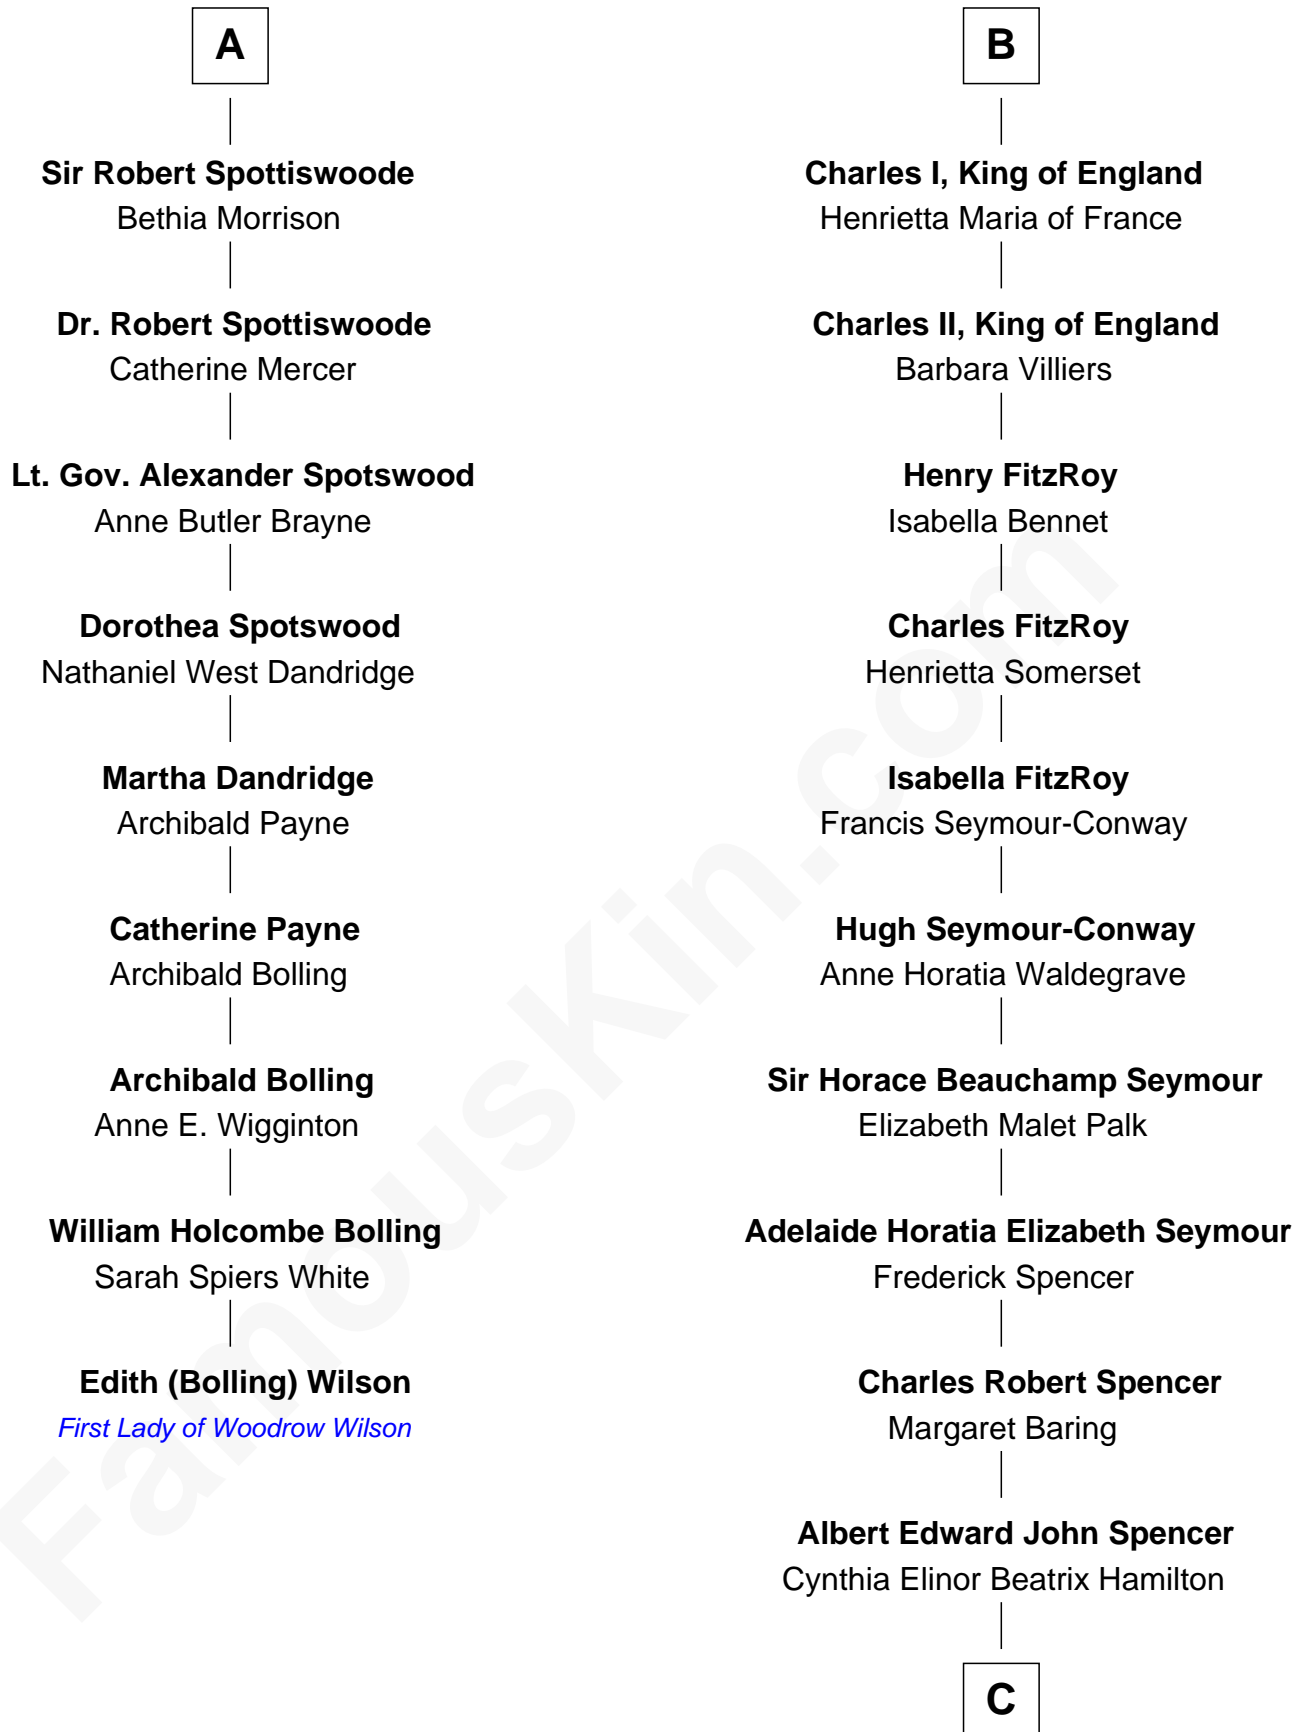 A
Sir Robert Spottiswoode
Bethia Morrison
Dr. Robert Spottiswoode
Catherine Mercer
Lt. Gov. Alexander Spotswood
Anne Butler Brayne
Dorothea Spotswood
Nathaniel West Dandridge
Martha Dandridge
Archibald Payne
Catherine Payne
Archibald Bolling
Archibald Bolling
Anne E. Wigginton
William Holcombe Bolling
Sarah Spiers White
Edith (Bolling) Wilson
First Lady of Woodrow Wilson
B
Charles I, King of England
Henrietta Maria of France
Charles II, King of England
Barbara Villiers
Henry FitzRoy
Isabella Bennet
Charles FitzRoy
Henrietta Somerset
Isabella FitzRoy
Francis Seymour-Conway
Hugh Seymour-Conway
Anne Horatia Waldegrave
Sir Horace Beauchamp Seymour
Elizabeth Malet Palk
Adelaide Horatia Elizabeth Seymour
Frederick Spencer
Charles Robert Spencer
Margaret Baring
Albert Edward John Spencer
Cynthia Elinor Beatrix Hamilton
C
FamousKin.com